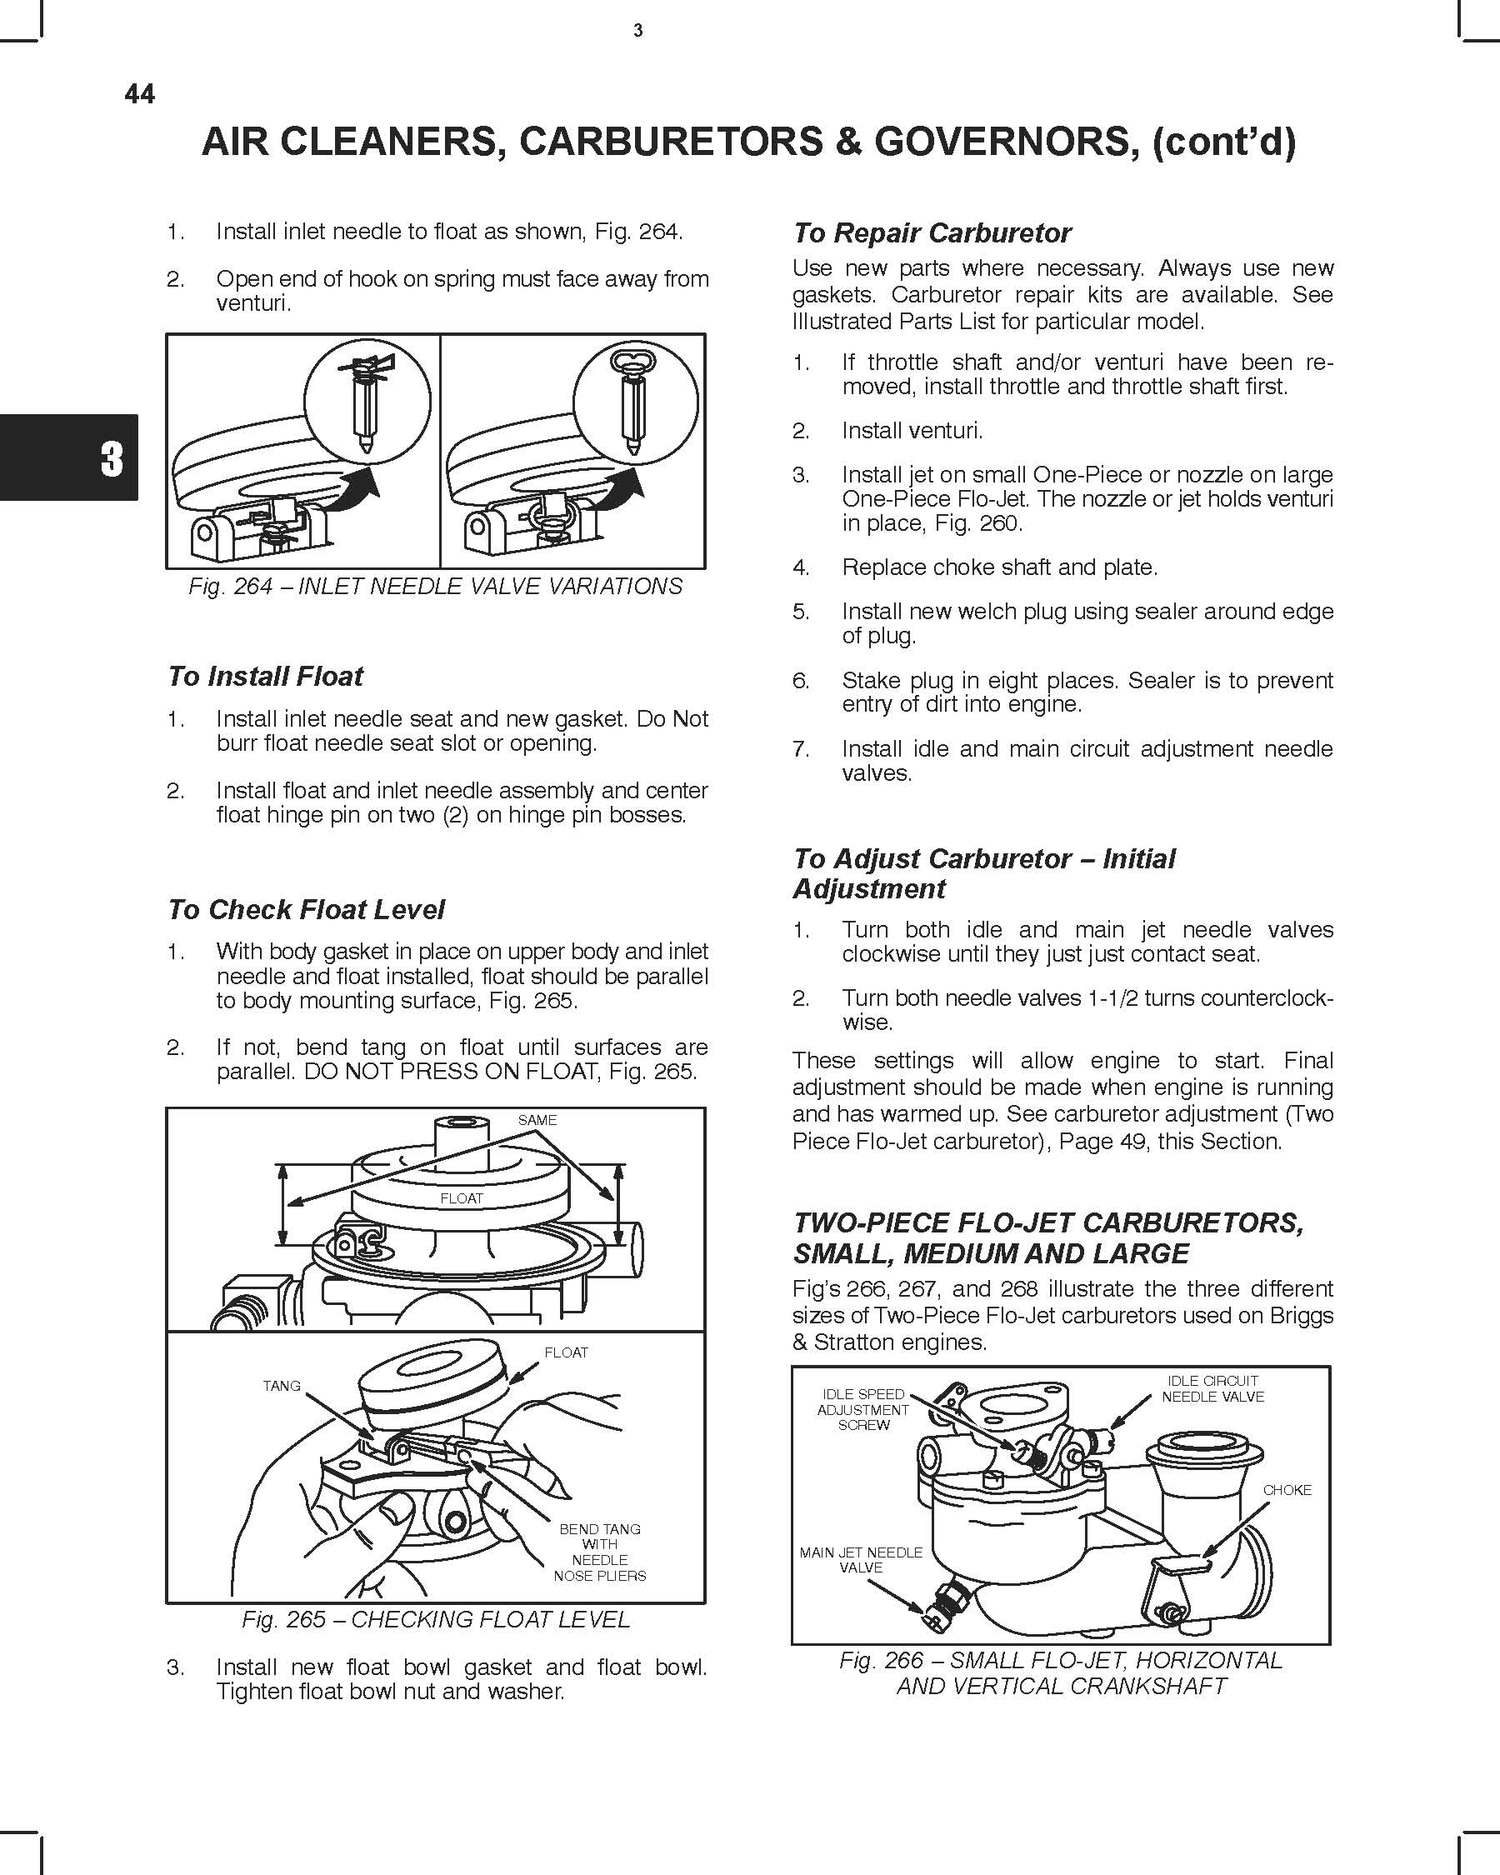 3
44
AIR CLEANERS, CARBURETORS & GOVERNORS, (cont’d)
1. Install inlet needle to float as shown, Fig. 264.
2. Open end of hook on spring must face away from
venturi.
3
Fig. 264 – INLET NEEDLE VALVE VARIATIONS
To Install Float
1. Install inlet needle seat and new gasket. Do Not
burr float needle seat slot or opening.
2. Install float and inlet needle assembly and center
float hinge pin on two (2) on hinge pin bosses.
To Check Float Level
1. With body gasket in place on upper body and inlet
needle and float installed, float should be parallel
to body mounting surface, Fig. 265.
2. If not, bend tang on float until surfaces are
parallel. DO NOT PRESS ON FLOAT, Fig. 265.
SAME
FLOAT
FLOAT
TANG
BEND TANG
WITH
NEEDLE
NOSE PLIERS
Fig. 265 – CHECKING FLOAT LEVEL
3. Install new float bowl gasket and float bowl.
Tighten float bowl nut and washer.
To Repair Carburetor
Use new parts where necessary. Always use new
gaskets. Carburetor repair kits are available. See
Illustrated Parts List for particular model.
1. If throttle shaft and/or venturi have been re-
moved, install throttle and throttle shaft first.
2. Install venturi.
3. Install jet on small One-Piece or nozzle on large
One-Piece Flo-Jet. The nozzle or jet holds venturi
in place, Fig. 260.
4. Replace choke shaft and plate.
5. Install new welch plug using sealer around edge
of plug.
6. Stake plug in eight places. Sealer is to prevent
entry of dirt into engine.
7. Install idle and main circuit adjustment needle
valves.
To Adjust Carburetor – Initial
Adjustment
1. Turn both idle and main jet needle valves
clockwise until they just just contact seat.
2. Turn both needle valves 1-1/2 turns counterclock-
wise.
These settings will allow engine to start. Final
adjustment should be made when engine is running
and has warmed up. See carburetor adjustment (Two
Piece Flo-Jet carburetor), Page 49, this Section.
TWO-PIECE FLO-JET CARBURETORS,
SMALL, MEDIUM AND LARGE
Fig’s 266, 267, and 268 illustrate the three different
sizes of Two-Piece Flo-Jet carburetors used on Briggs
& Stratton engines.
IDLE SPEED
ADJUSTMENT
SCREW
IDLE CIRCUIT
NEEDLE VALVE
CHOKE
MAIN JET NEEDLE
VALVE
Fig. 266 – SMALL FLO-JET, HORIZONTAL
AND VERTICAL CRANKSHAFT